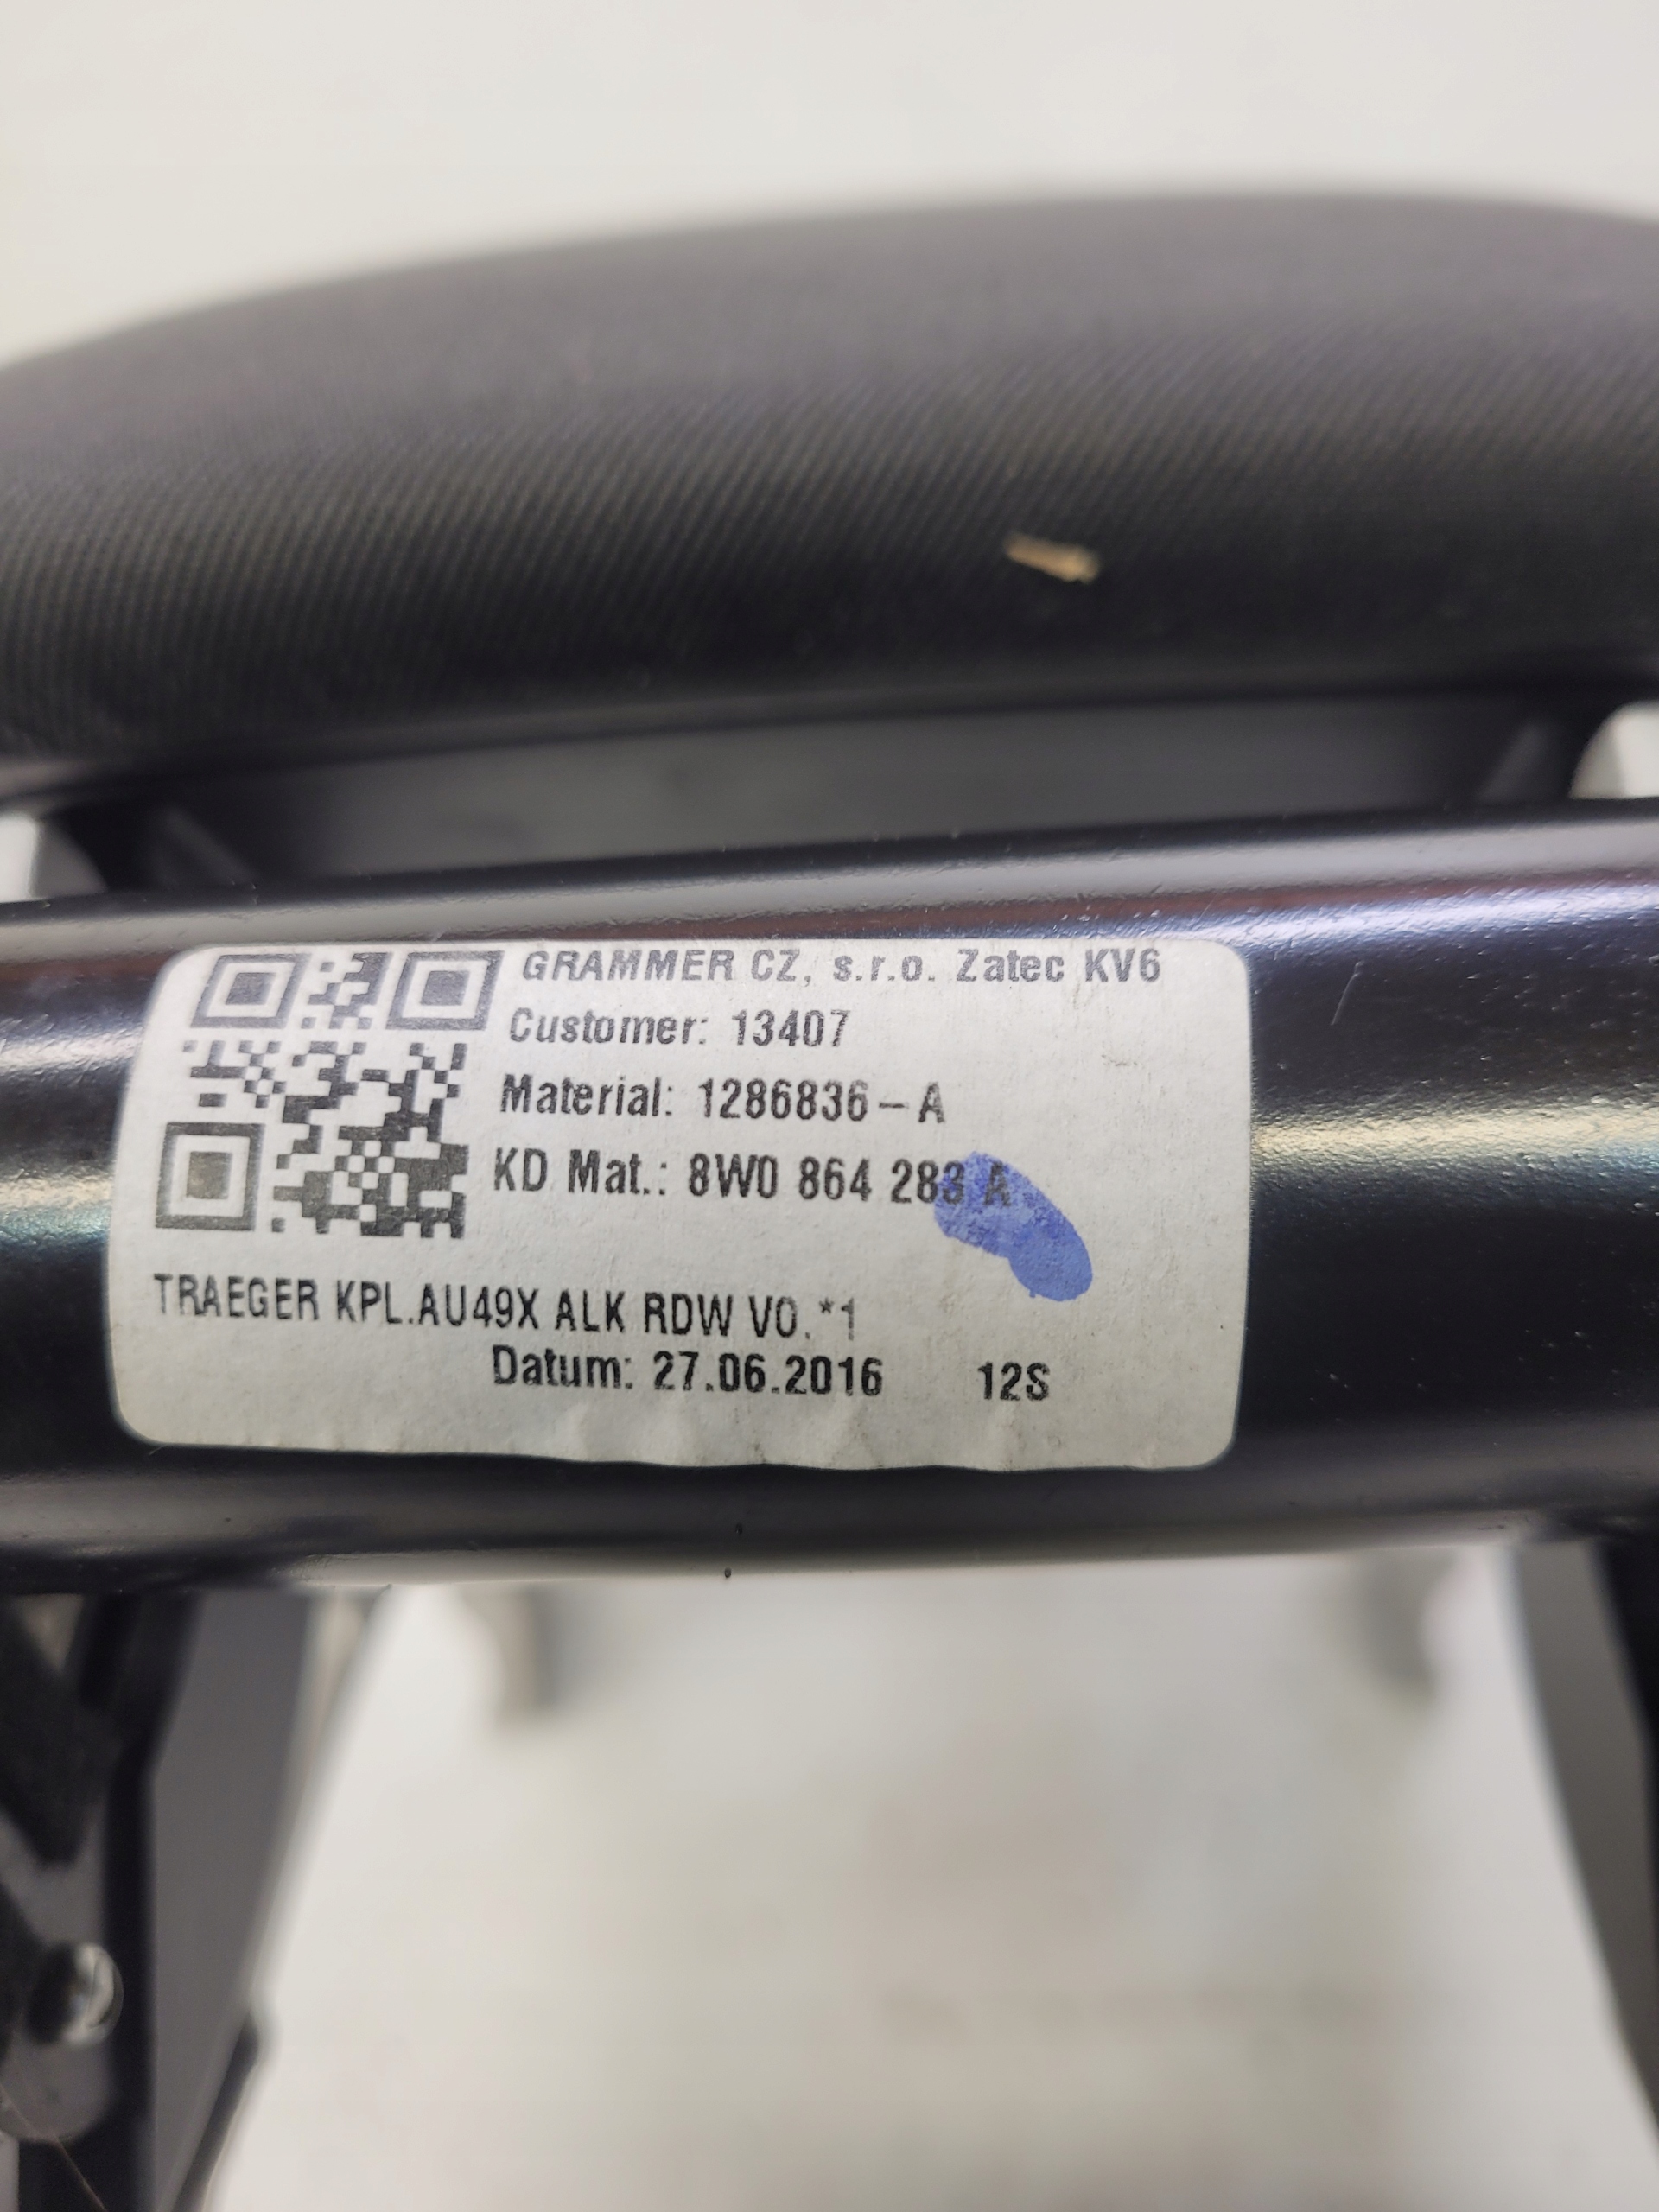 GRAMMER CZ, s.r.o. Zatec KV6
Customer: 13407
Material: 1286836-A
KD Mat.: 8W0 864 283 A
TRAEGER KPL.AU49X ALK RDW V0.*1
Datum: 27.06.2016 12S